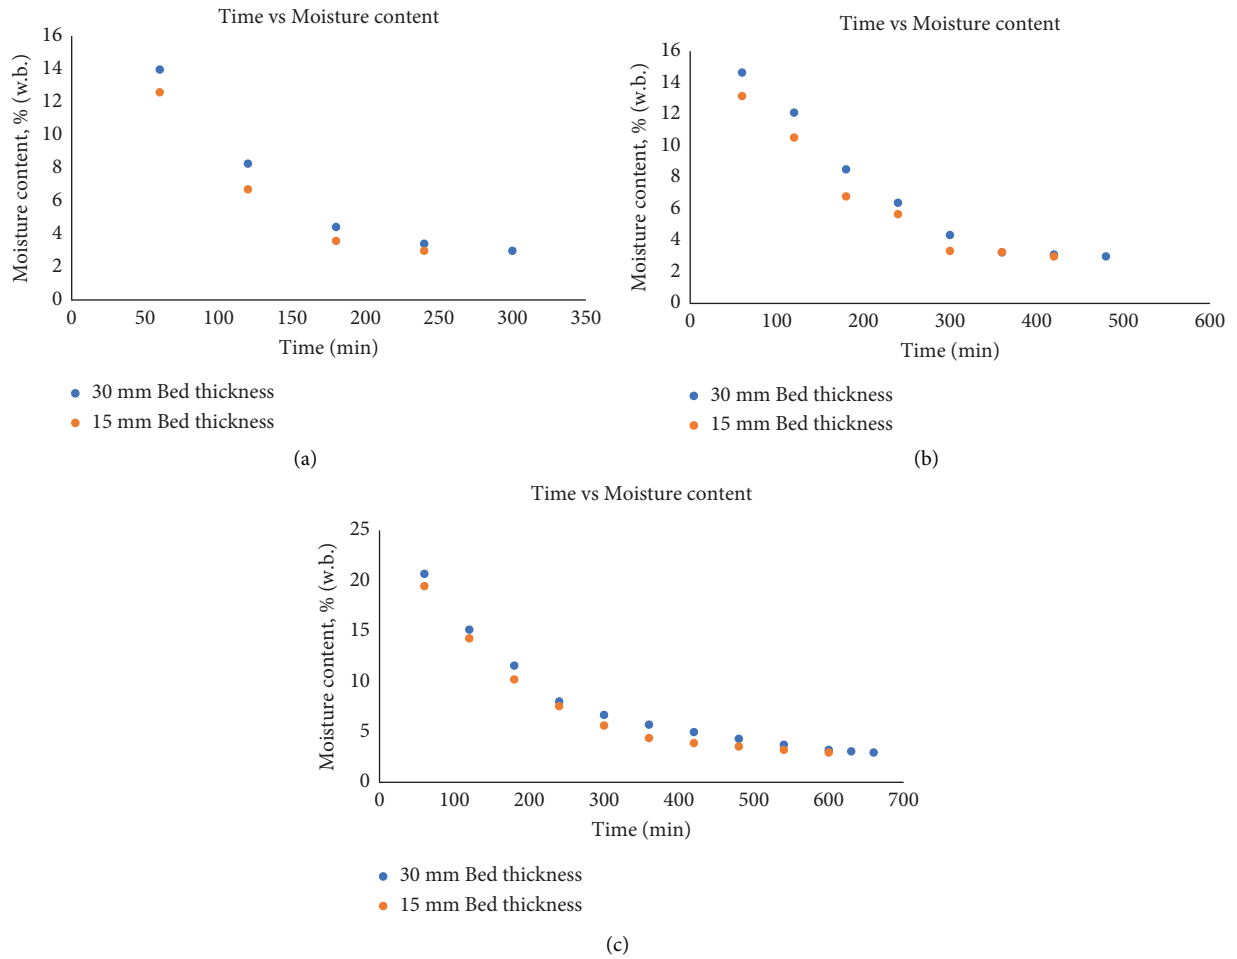 Time vs Moisture content
Moisture content, % (w.b.)
16
14
12
10
8
6
4
2
0
0 50 100 150 200 250 300 350
Time (min)
30 mm Bed thickness
15 mm Bed thickness
(a)
Time vs Moisture content
Moisture content, % (w.b.)
16
14
12
10
8
6
4
2
0
0 100 200 300 400 500 600
Time (min)
30 mm Bed thickness
15 mm Bed thickness
(b)
Time vs Moisture content
Moisture content, % (w.b.)
25
20
15
10
5
0
0 100 200 300 400 500 600 700
Time (min)
30 mm Bed thickness
15 mm Bed thickness
(c)